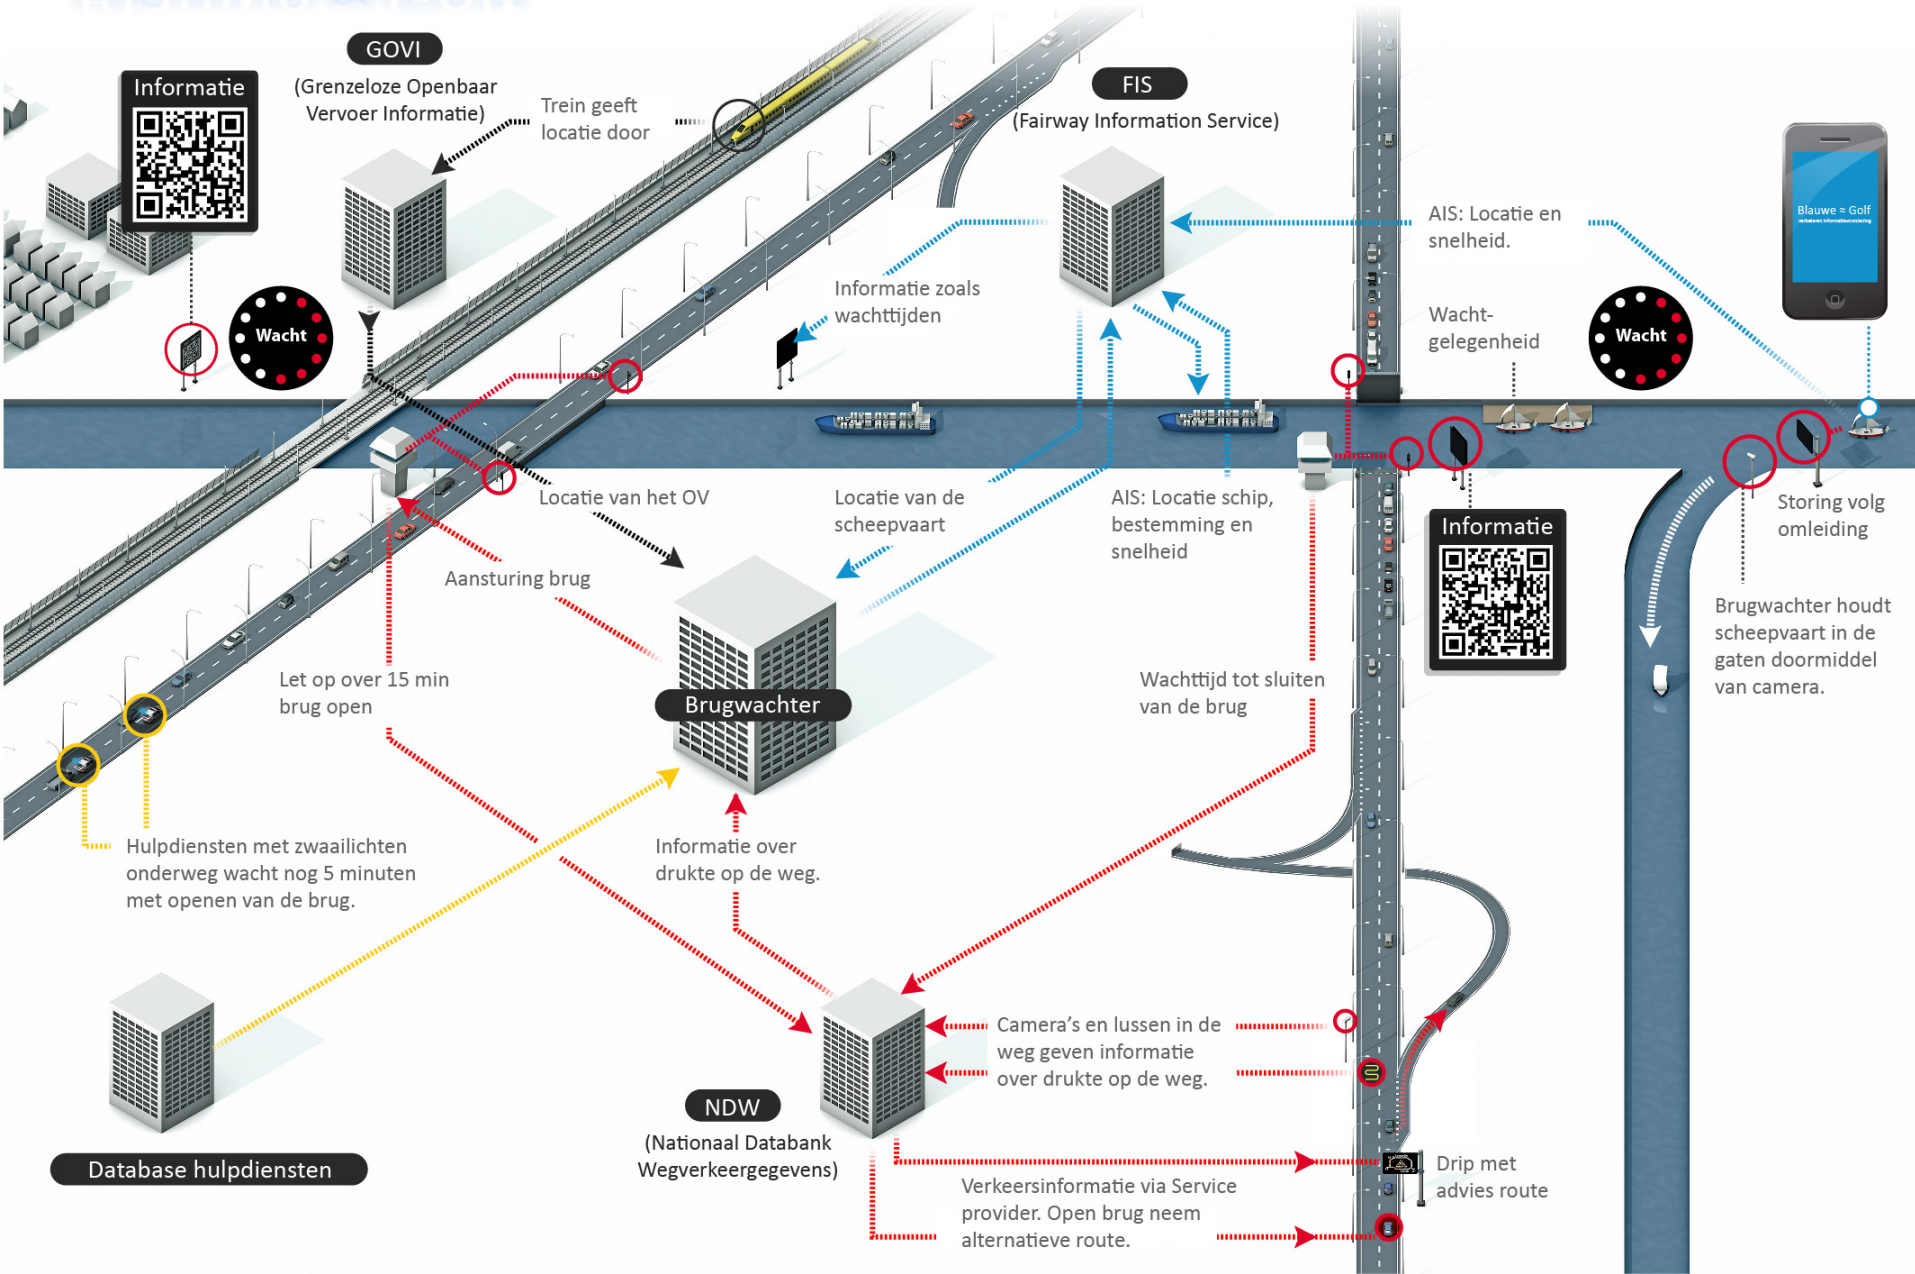 GOVI
(Grenzeloze Openbaar
Vervoer Informatie)
Informatie
Trein geeft
locatie door
FIS
(Fairway Information Service)
AIS: Locatie en
snelheid.
Blauwe ≈ Golf
Informatie zoals
wachttijden
Wacht-
gelegenheid
Wacht
Wacht
Locatie van het OV
Locatie van de
scheepvaart
AIS: Locatie schip,
bestemming en
snelheid
Informatie
Storing volg
omleiding
Aansturing brug
Brugwachter houdt
scheepvaart in de
gaten doormiddel
van camera.
Let op over 15 min
brug open
Brugwachter
Wachttijd tot sluiten
van de brug
Hulpdiensten met zwaailichten
onderweg wacht nog 5 minuten
met openen van de brug.
Informatie over
drukte op de weg.
Camera's en lussen in de
weg geven informatie
over drukte op de weg.
NDW
(Nationaal Databank
Wegverkeergegevens)
Database hulpdiensten
Drip met
advies route
Verkeersinformatie via Service
provider. Open brug neem
alternatieve route.